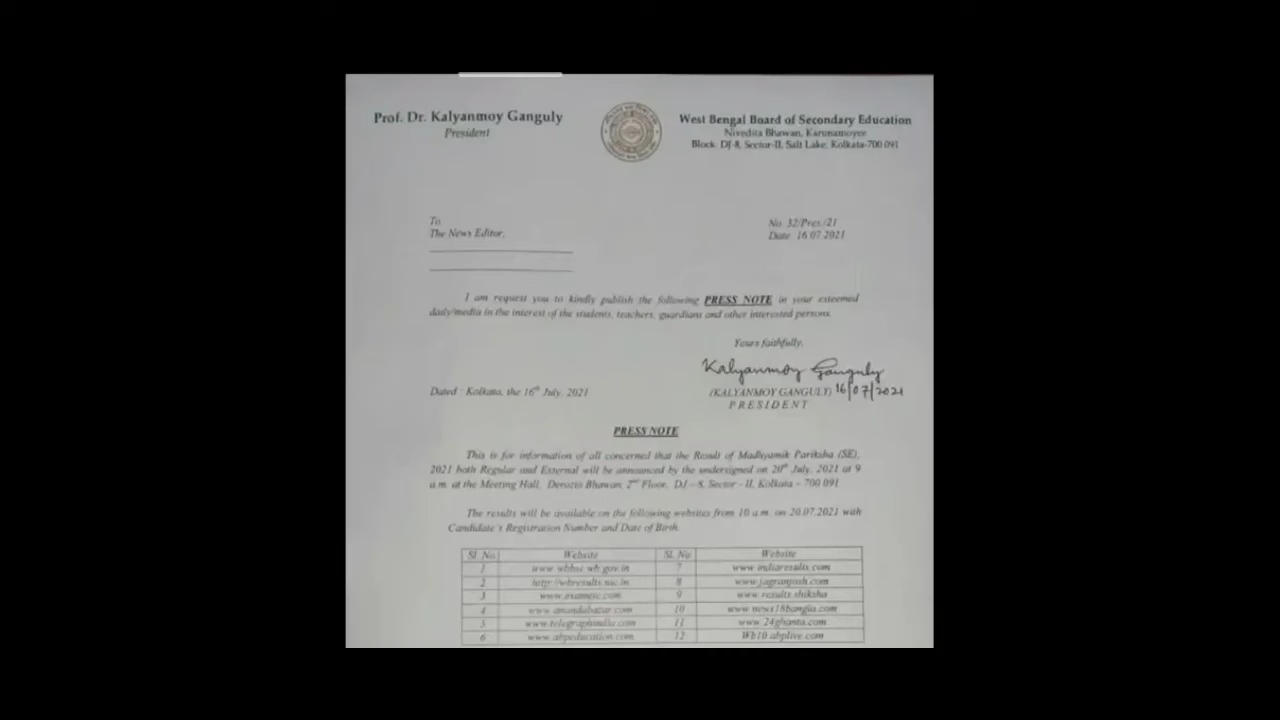 Prof. Dr. Kalyanmoy Ganguly
President
West Bengal Board of Secondary Education
Nivedita Bhawan, Karunamoyee
Block DJ-8, Sector-II, Salt Lake, Kolkata-700 091
To
The News Editor,
No. 32/Pres./21
Date 16.07.2021
I am request you to kindly publish the following PRESS NOTE in your esteemed
daily/media in the interest of the students, teachers, guardians and other interested persons.
Yours faithfully,
Kalyanmoy Ganguly
16/07/2021
Dated : Kolkata, the 16th July, 2021
(KALYANMOY GANGULY)
PRESIDENT
PRESS NOTE
This is for information of all concerned that the Result of Madhyamik Pariksha (SE),
2021 both Regular and External will be announced by the undersigned on 20th July, 2021 at 9
a.m. at the Meeting Hall, Derozio Bhawan, 2nd Floor, DJ – 8, Sector – II, Kolkata – 700 091
The results will be available on the following websites from 10 a.m. on 20.07.2021 with
Candidate's Registration Number and Date of Birth.
Sl. No. Website Sl. No. Website
1 www.wbbse.wb.gov.in 7 www.indiaresults.com
2 http://wbresults.nic.in 8 www.jagranjosh.com
3 www.exametc.com 9 www.results.shiksha
4 www.anandabazar.com 10 www.news18bangla.com
5 www.telegraphindia.com 11 www.24ghanta.com
6 www.abpeducation.com 12 Wb10.abplive.com